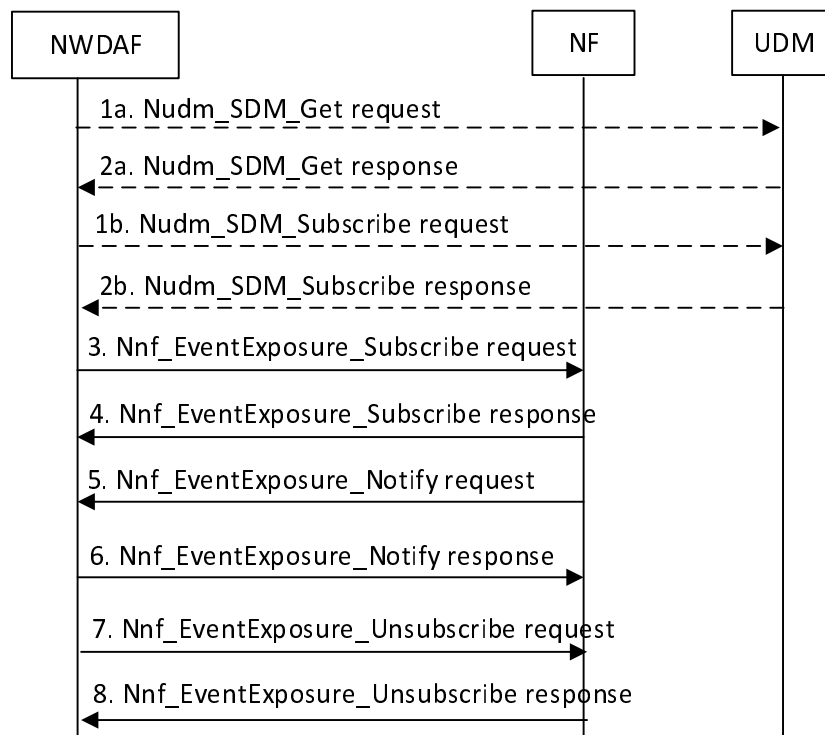 NWDAF
NF
UDM
1a. Nudm_SDM_Get request
2a. Nudm_SDM_Get response
1b. Nudm_SDM_Subscribe request
2b. Nudm_SDM_Subscribe response
3. Nnf_EventExposure_Subscribe request
4. Nnf_EventExposure_Subscribe response
5. Nnf_EventExposure_Notify request
6. Nnf_EventExposure_Notify response
7. Nnf_EventExposure_Unsubscribe request
8. Nnf_EventExposure_Unsubscribe response